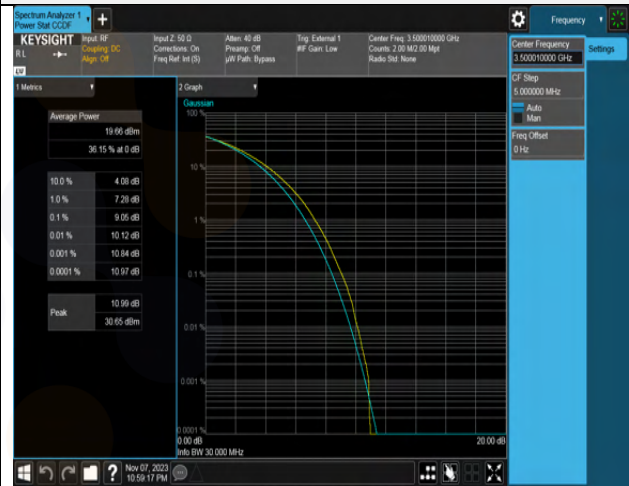 Spectrum Analyzer 1
Power Stat CCDF
+
Frequency
KEYSIGHT
RL
Input: RF
Coupling: DC
Align: Off
Input Z: 50 Ω
Corrections: On
Freq Ref: Int (S)
Atten: 40 dB
Preamp: Off
µW Path: Bypass
Trig: External 1
#IF Gain: Low
Center Freq: 3.500010000 GHz
Counts: 2.00 M/2.00 Mpt
Radio Std: None
1 Metrics
Average Power
19.66 dBm
36.15 % at 0 dB
10.0 % 4.08 dB
1.0 % 7.28 dB
0.1 % 9.05 dB
0.01 % 10.12 dB
0.001 % 10.84 dB
0.0001 % 10.97 dB
Peak
10.99 dB
30.65 dBm
2 Graph
Gaussian
100 %
10 %
1 %
0.1 %
0.01 %
0.001 %
0.0001 %
0.00 dB
20.00 dB
Info BW 30.000 MHz
Center Frequency
3.500010000 GHz
Settings
CF Step
5.000000 MHz
Auto
Man
Freq Offset
0 Hz
?
Nov 07, 2023
10:59:17 PM